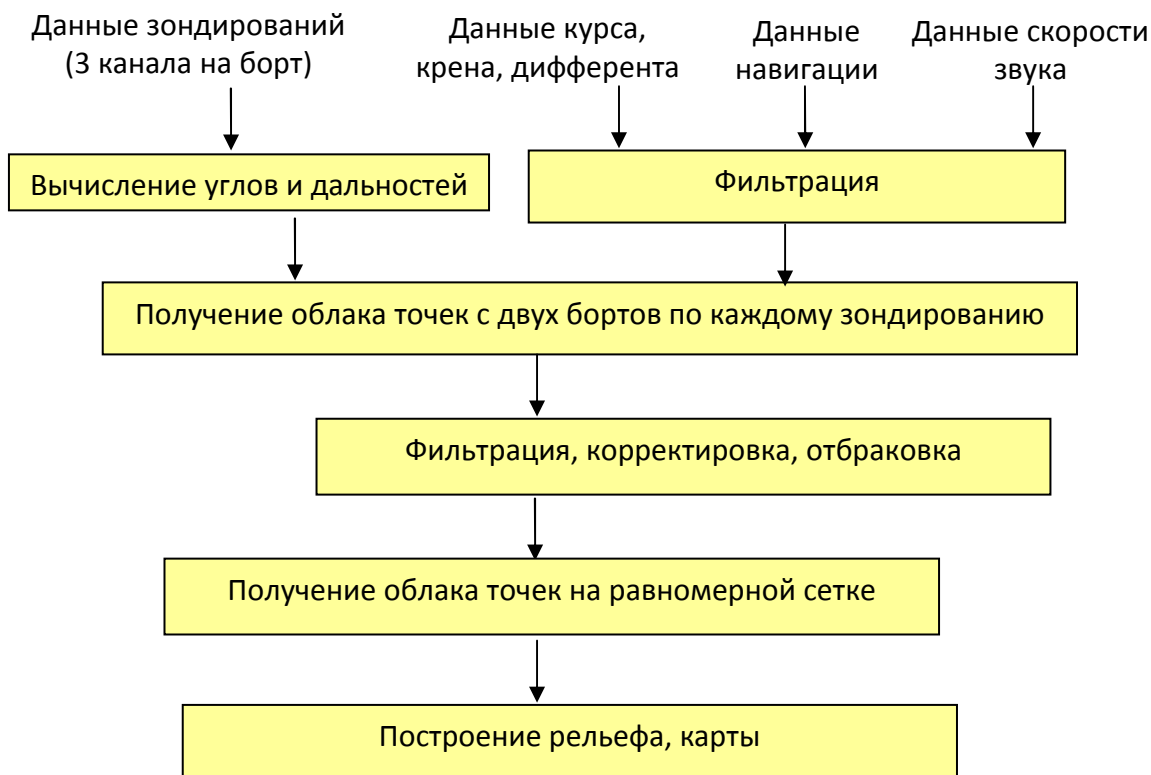 Данные зондирований
(3 канала на борт)
Данные курса,
крена, дифферента
Данные
навигации
Данные скорости
звука
Вычисление углов и дальностей
Фильтрация
Получение облака точек с двух бортов по каждому зондированию
Фильтрация, корректировка, отбраковка
Получение облака точек на равномерной сетке
Построение рельефа, карты